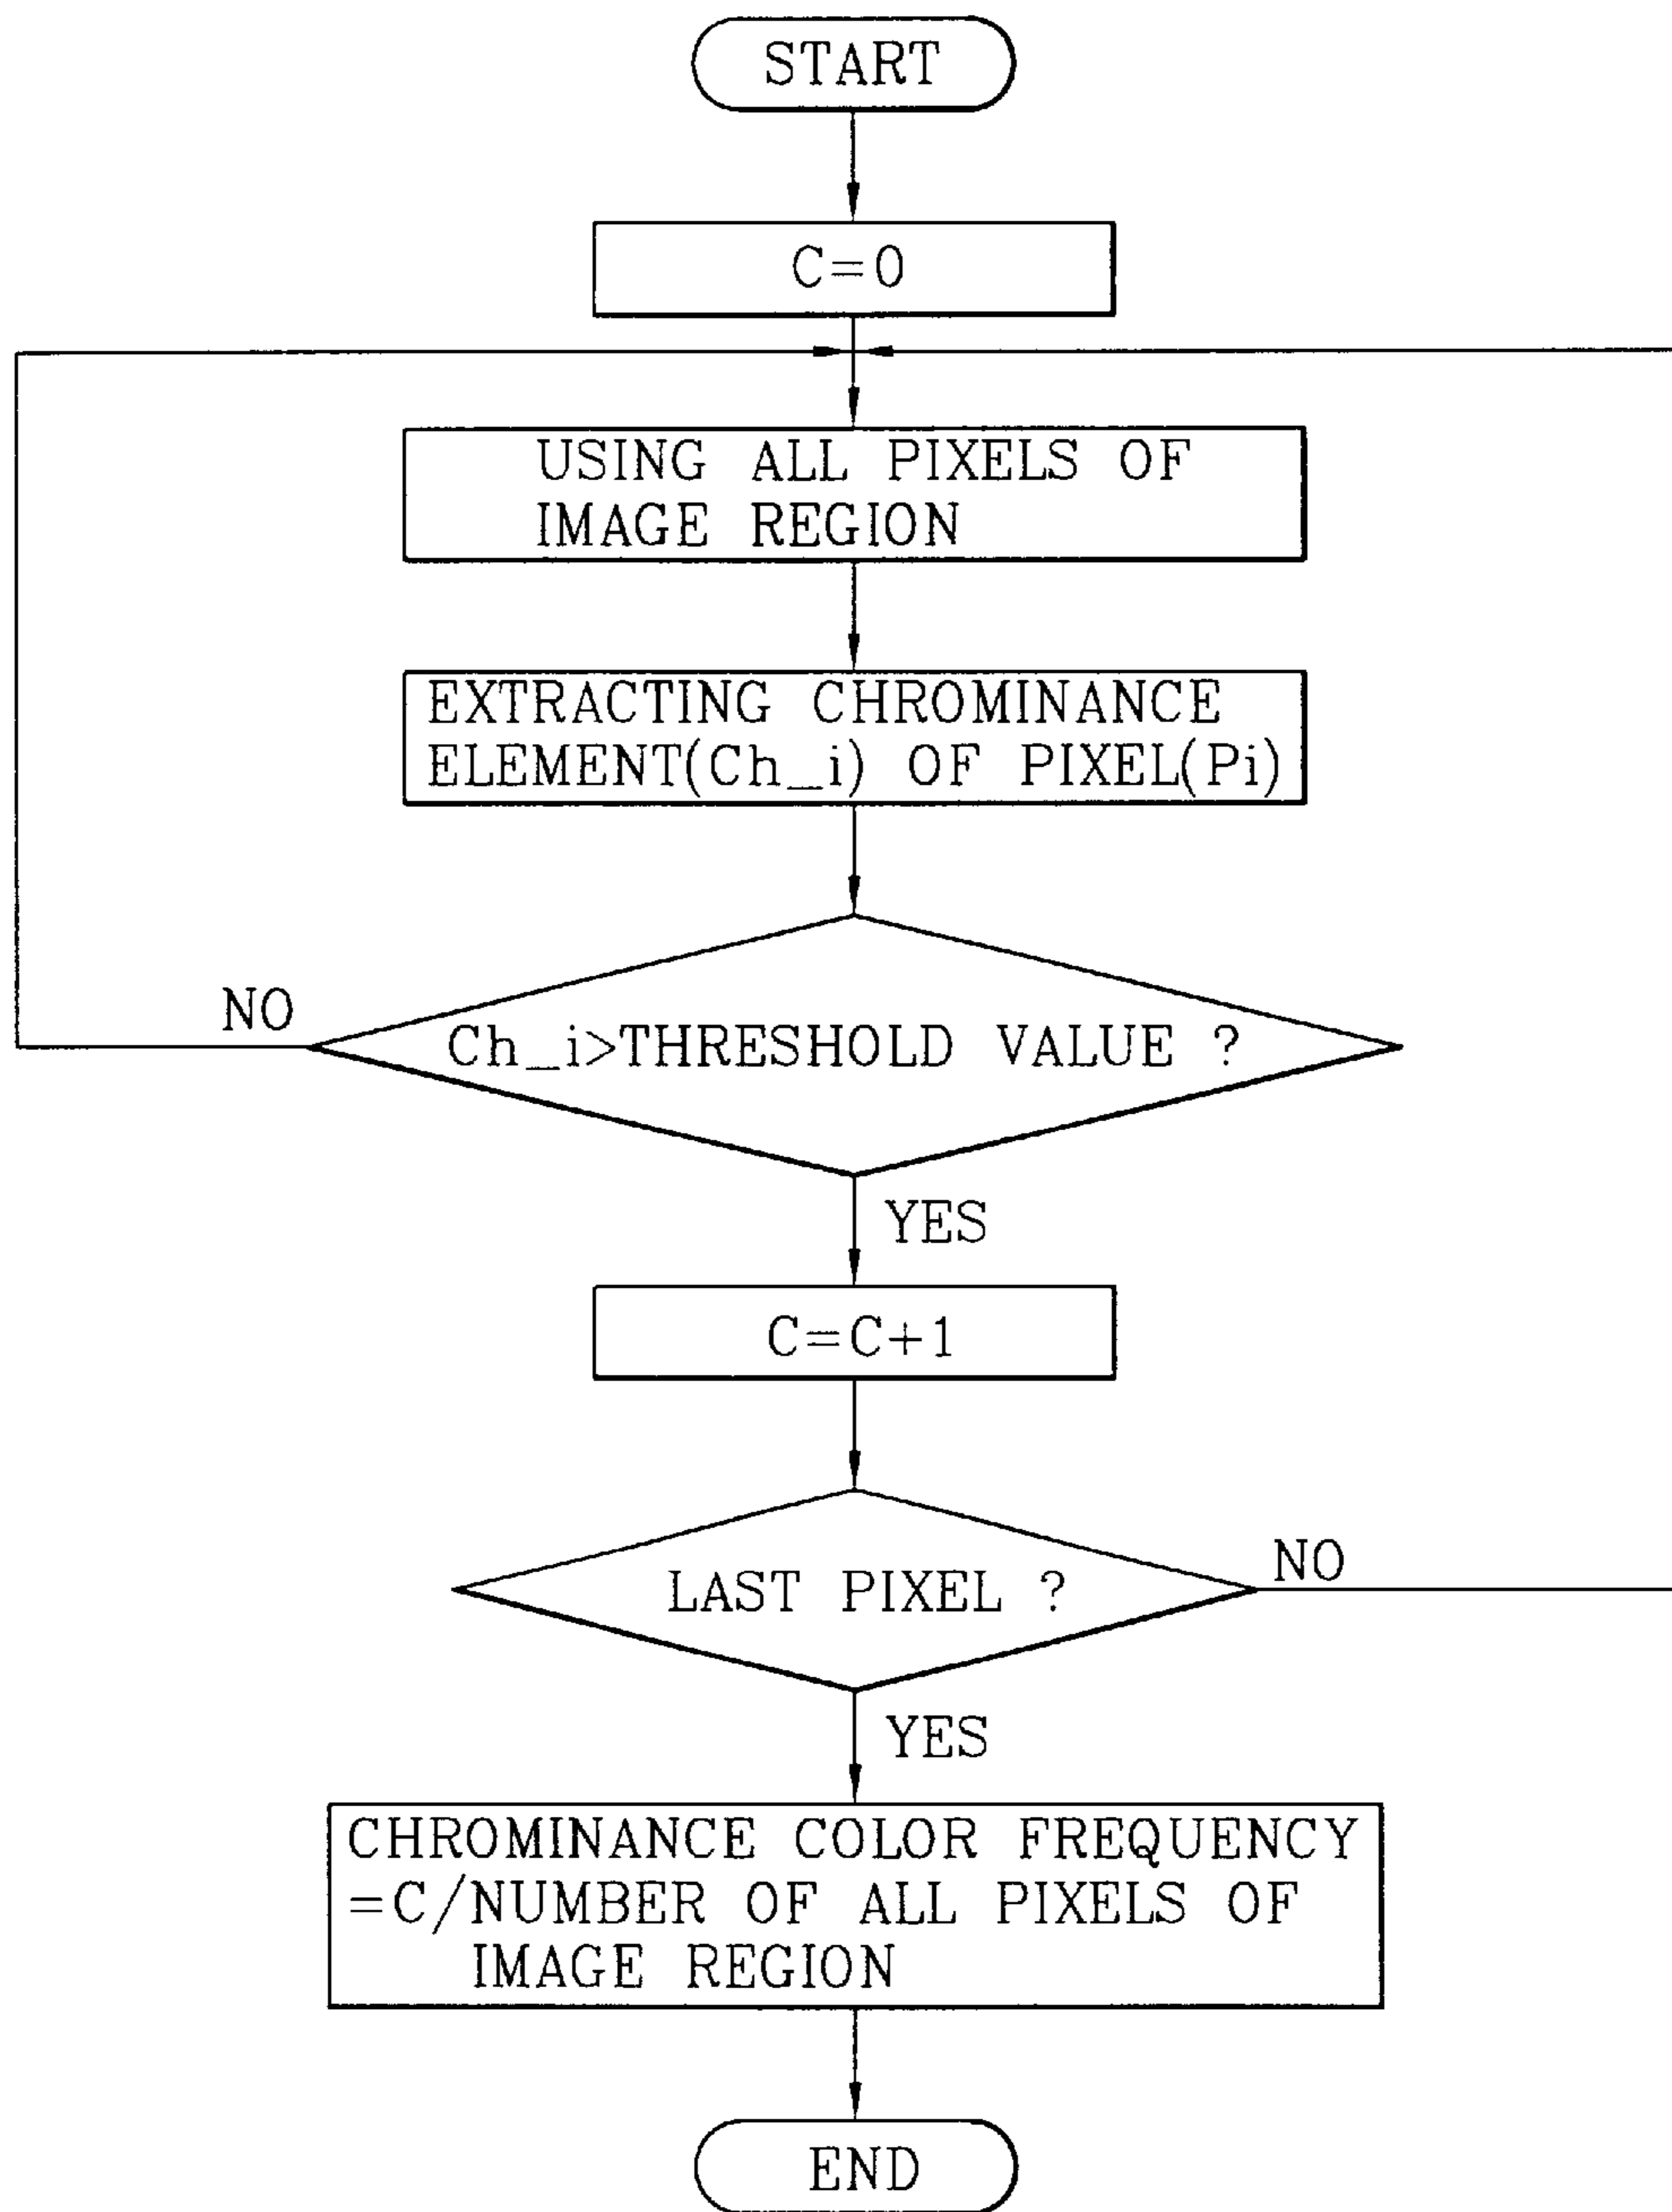 START
C=0
USING ALL PIXELS OF
IMAGE REGION
EXTRACTING CHROMINANCE
ELEMENT(Ch_i) OF PIXEL(Pi)
NO
Ch_i>THRESHOLD VALUE ?
YES
C=C+1
NO
LAST PIXEL ?
YES
CHROMINANCE COLOR FREQUENCY
=C/NUMBER OF ALL PIXELS OF
IMAGE REGION
END